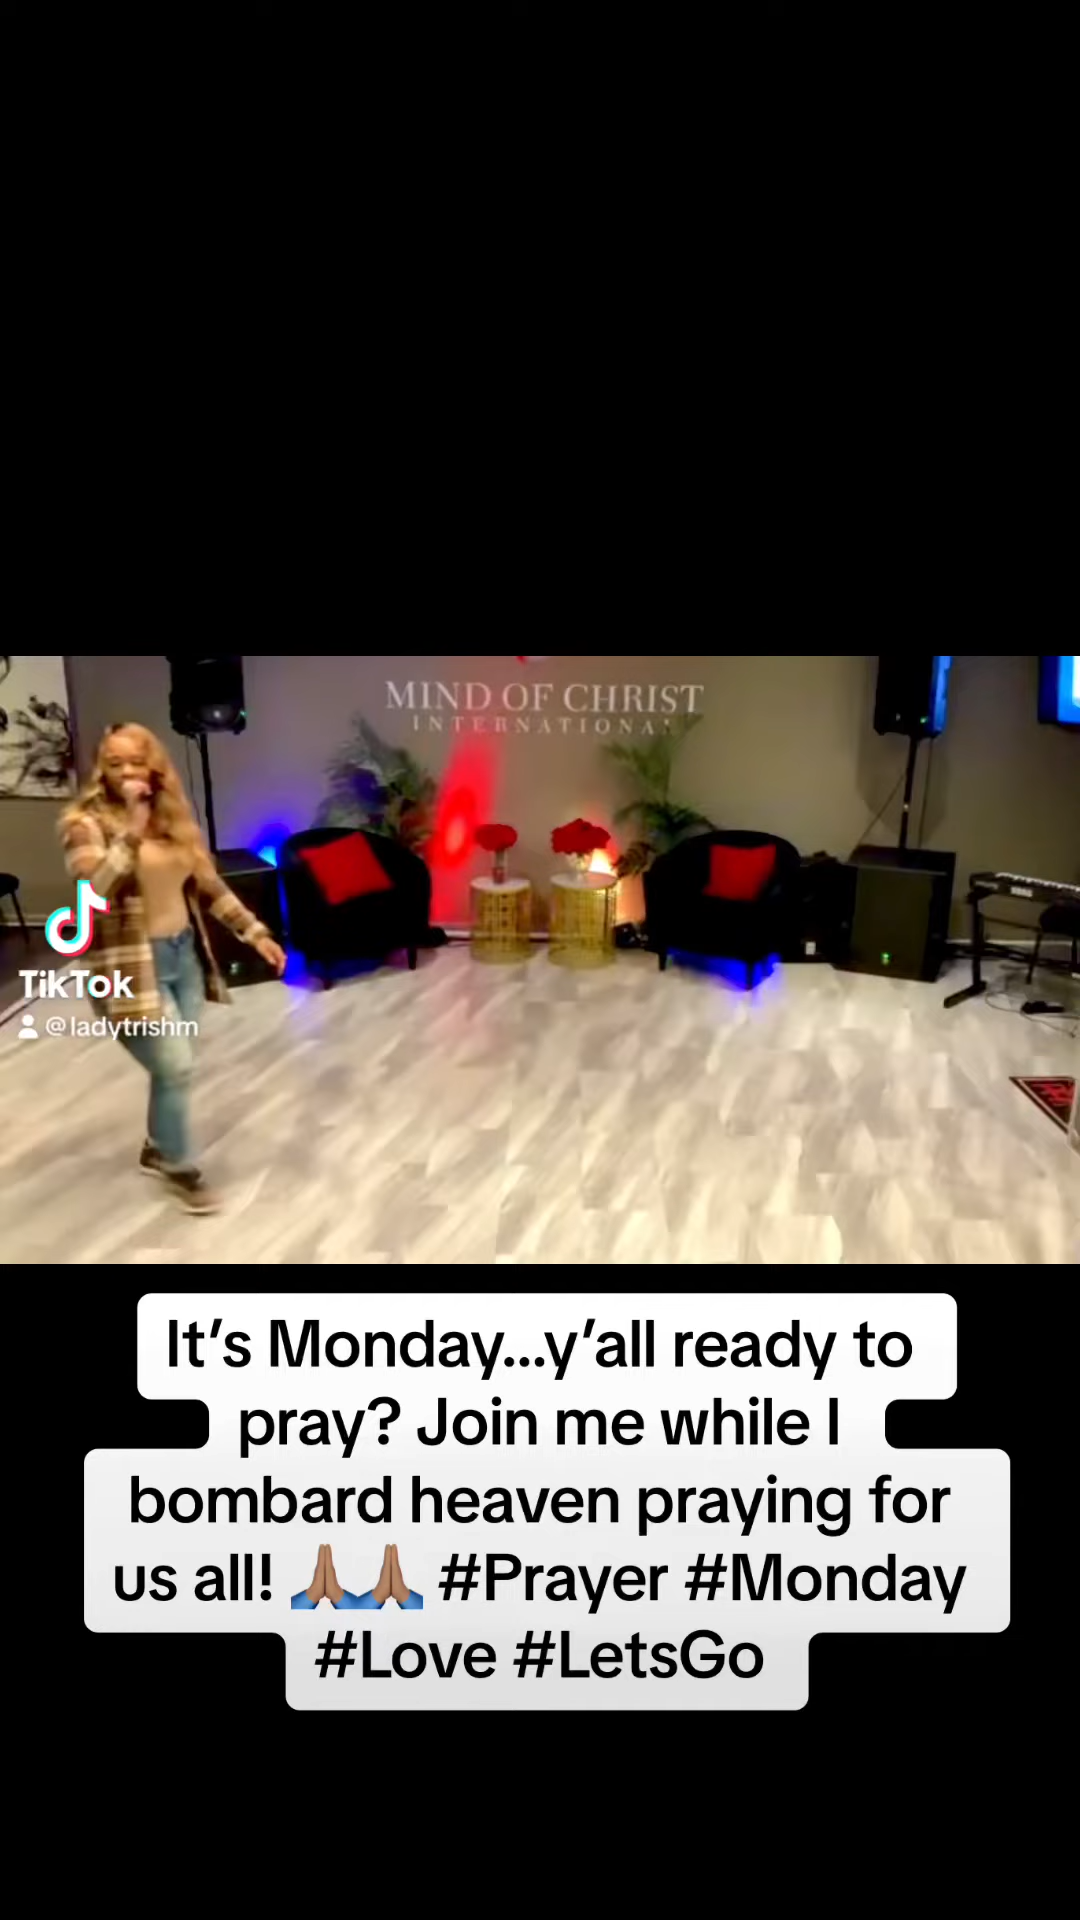 MIND OF CHRIST
INTERNATIONAL
TikTok
@ladytrishm
It’s Monday...y’all ready to
pray? Join me while I
bombard heaven praying for
us all! 🙏🏽🙏🏽 #Prayer #Monday
#Love #LetsGo